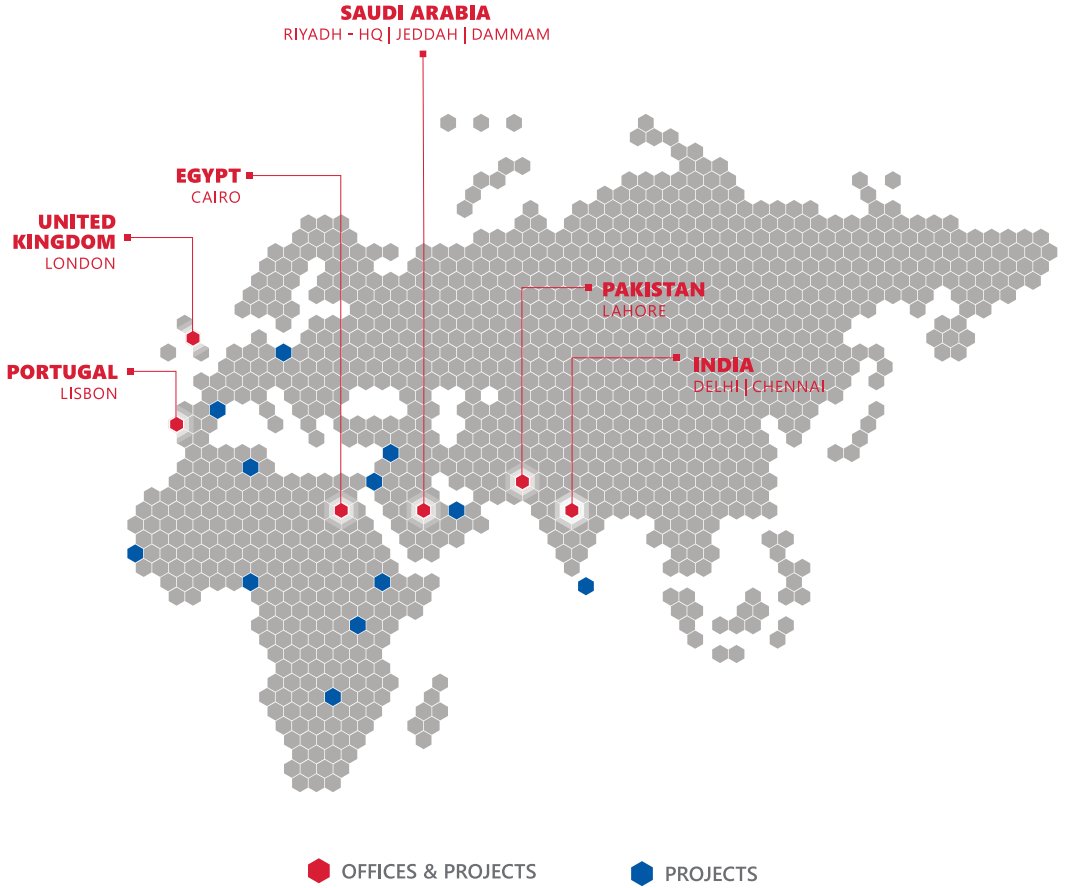 SAUDI ARABIA
RIYADH - HQ | JEDDAH | DAMMAM
EGYPT
CAIRO
UNITED
KINGDOM
LONDON
PAKISTAN
LAHORE
PORTUGAL
LISBON
INDIA
DELHI | CHENNAI
OFFICES & PROJECTS
PROJECTS